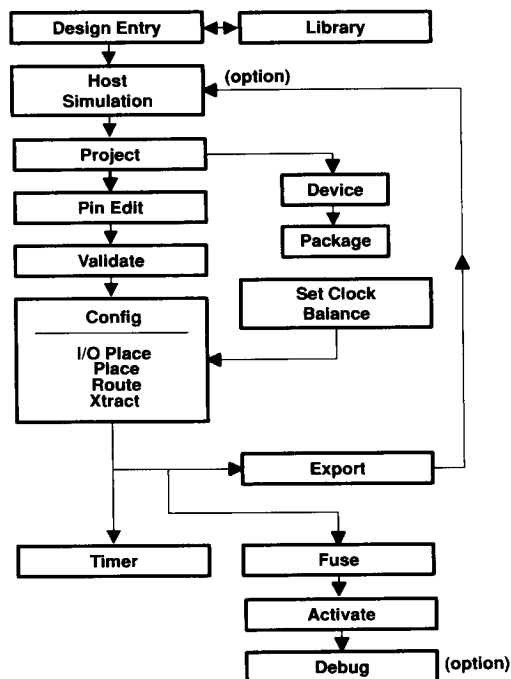 Design Entry
Library
Host
Simulation
(option)
Project
Device
Pin Edit
Package
Validate
Set Clock
Balance
Config
I/O Place
Place
Route
Xtract
Export
Timer
Fuse
Activate
Debug
(option)